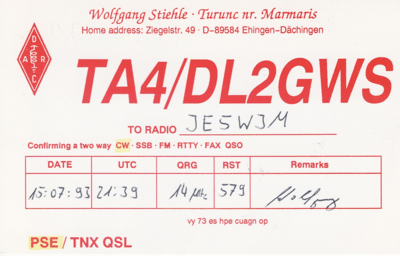 Wolfgang Stiehle · Turunc nr. Marmaris
Home address: Ziegelstr. 49 · D-89584 Ehingen-Dächingen
D
A R
C
TA4/DL2GWS
TO RADIO JE5WJM
Confirming a two way CW · SSB · FM · RTTY · FAX QSO
DATE UTC QRG RST Remarks
15.07.93 21:39 14 MHz 579 Wolfgang
vy 73 es hpe cuagn op
PSE / TNX QSL